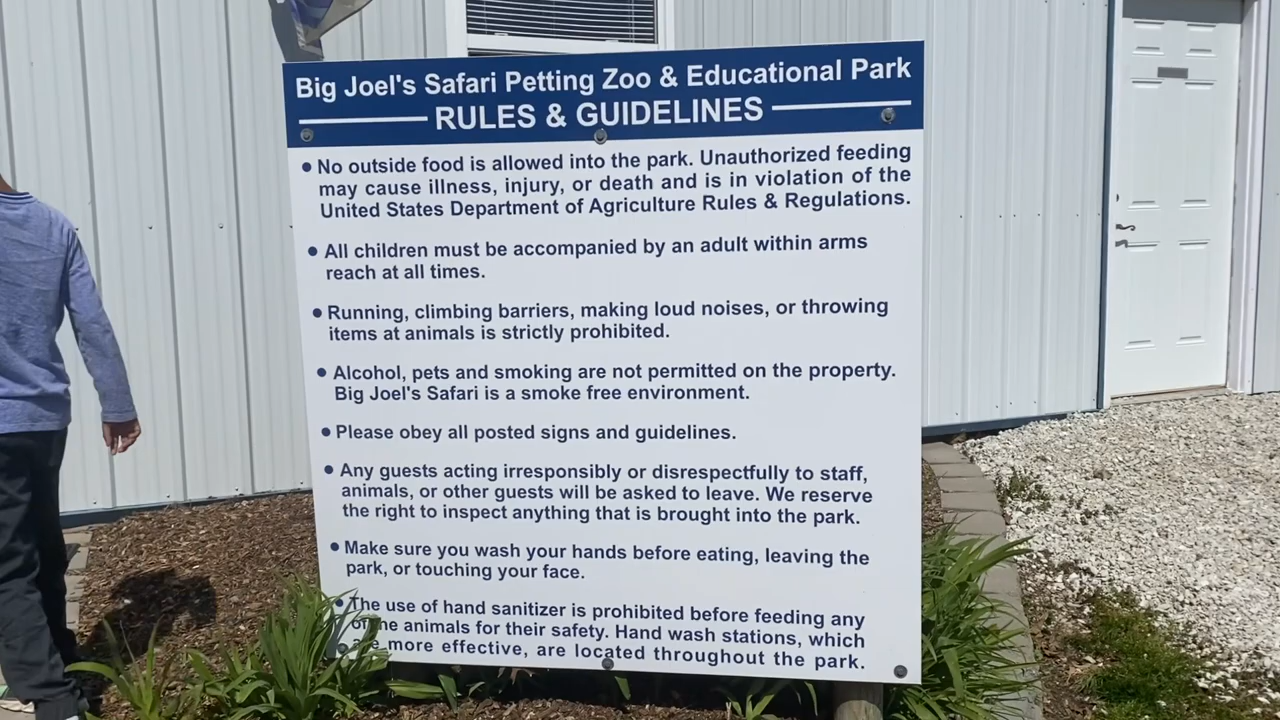 Big Joel's Safari Petting Zoo & Educational Park
RULES & GUIDELINES
• No outside food is allowed into the park. Unauthorized feeding
may cause illness, injury, or death and is in violation of the
United States Department of Agriculture Rules & Regulations.
• All children must be accompanied by an adult within arms
reach at all times.
• Running, climbing barriers, making loud noises, or throwing
items at animals is strictly prohibited.
• Alcohol, pets and smoking are not permitted on the property.
Big Joel's Safari is a smoke free environment.
• Please obey all posted signs and guidelines.
• Any guests acting irresponsibly or disrespectfully to staff,
animals, or other guests will be asked to leave. We reserve
the right to inspect anything that is brought into the park.
• Make sure you wash your hands before eating, leaving the
park, or touching your face.
• The use of hand sanitizer is prohibited before feeding any
of the animals for their safety. Hand wash stations, which
are more effective, are located throughout the park.